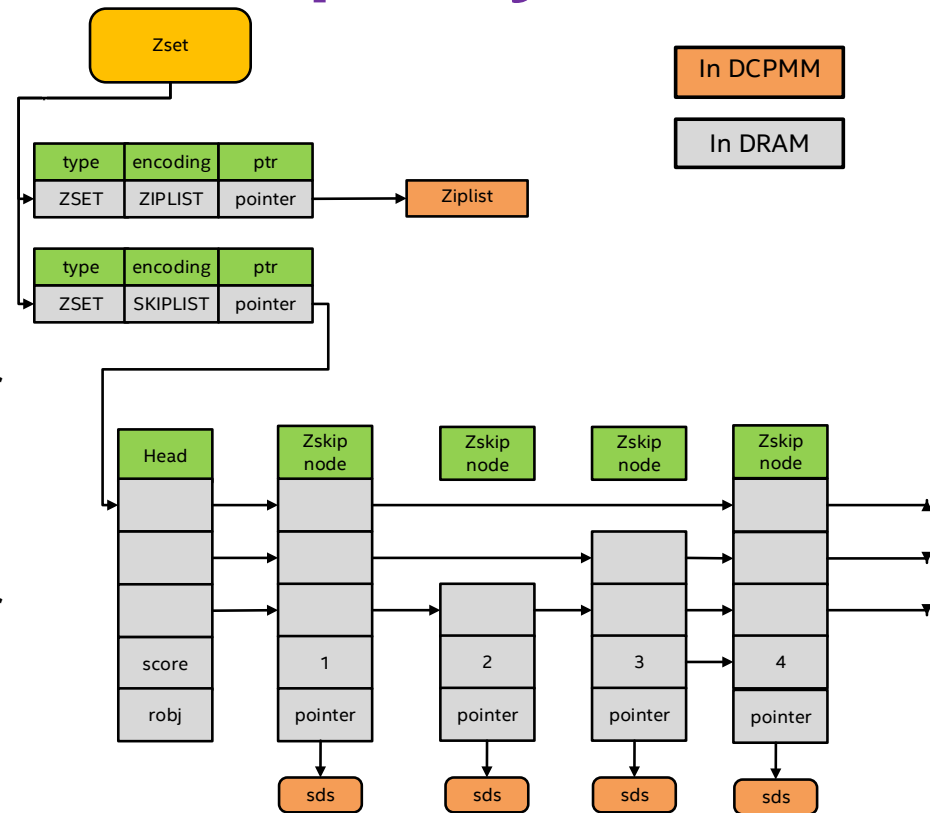 Zset
In DCPMM
In DRAM
type encoding ptr
ZSET ZIPLIST pointer
Ziplist
type encoding ptr
ZSET SKIPLIST pointer
Head
Zskip
node
Zskip
node
Zskip
node
Zskip
node
score 1 2 3 4
robj pointer pointer pointer pointer
sds sds sds sds